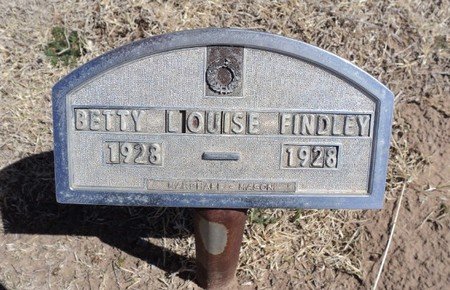 BETTY LOUISE FINDLEY
1928 — 1928